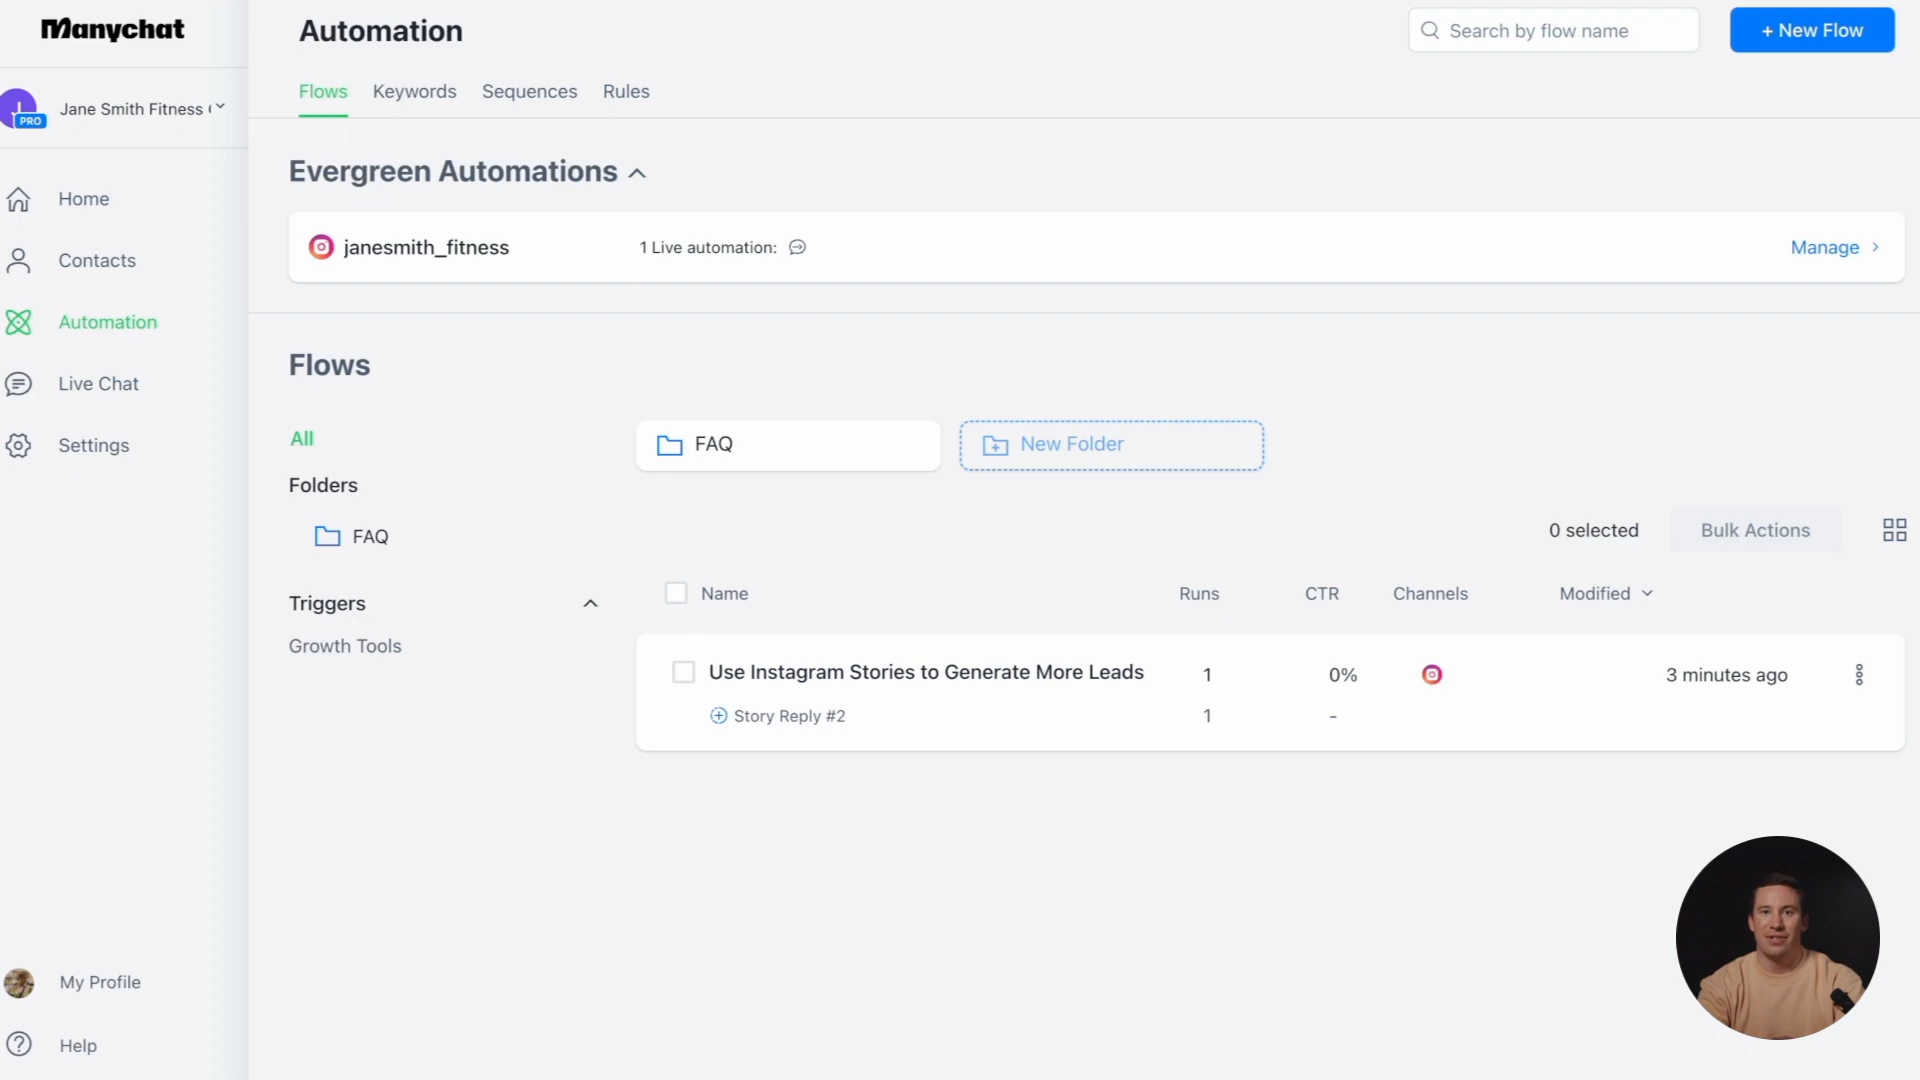 Manychat
Automation
Search by flow name
+ New Flow
Flows
Keywords
Sequences
Rules
J
PRO
Jane Smith Fitness
Home
Contacts
Automation
Live Chat
Settings
My Profile
Help
Evergreen Automations
janesmith_fitness
1 Live automation:
Manage
Flows
All
Folders
FAQ
Triggers
Growth Tools
FAQ
New Folder
0 selected
Bulk Actions
Name
Runs
CTR
Channels
Modified
Use Instagram Stories to Generate More Leads
1
0%
3 minutes ago
Story Reply #2
1
-